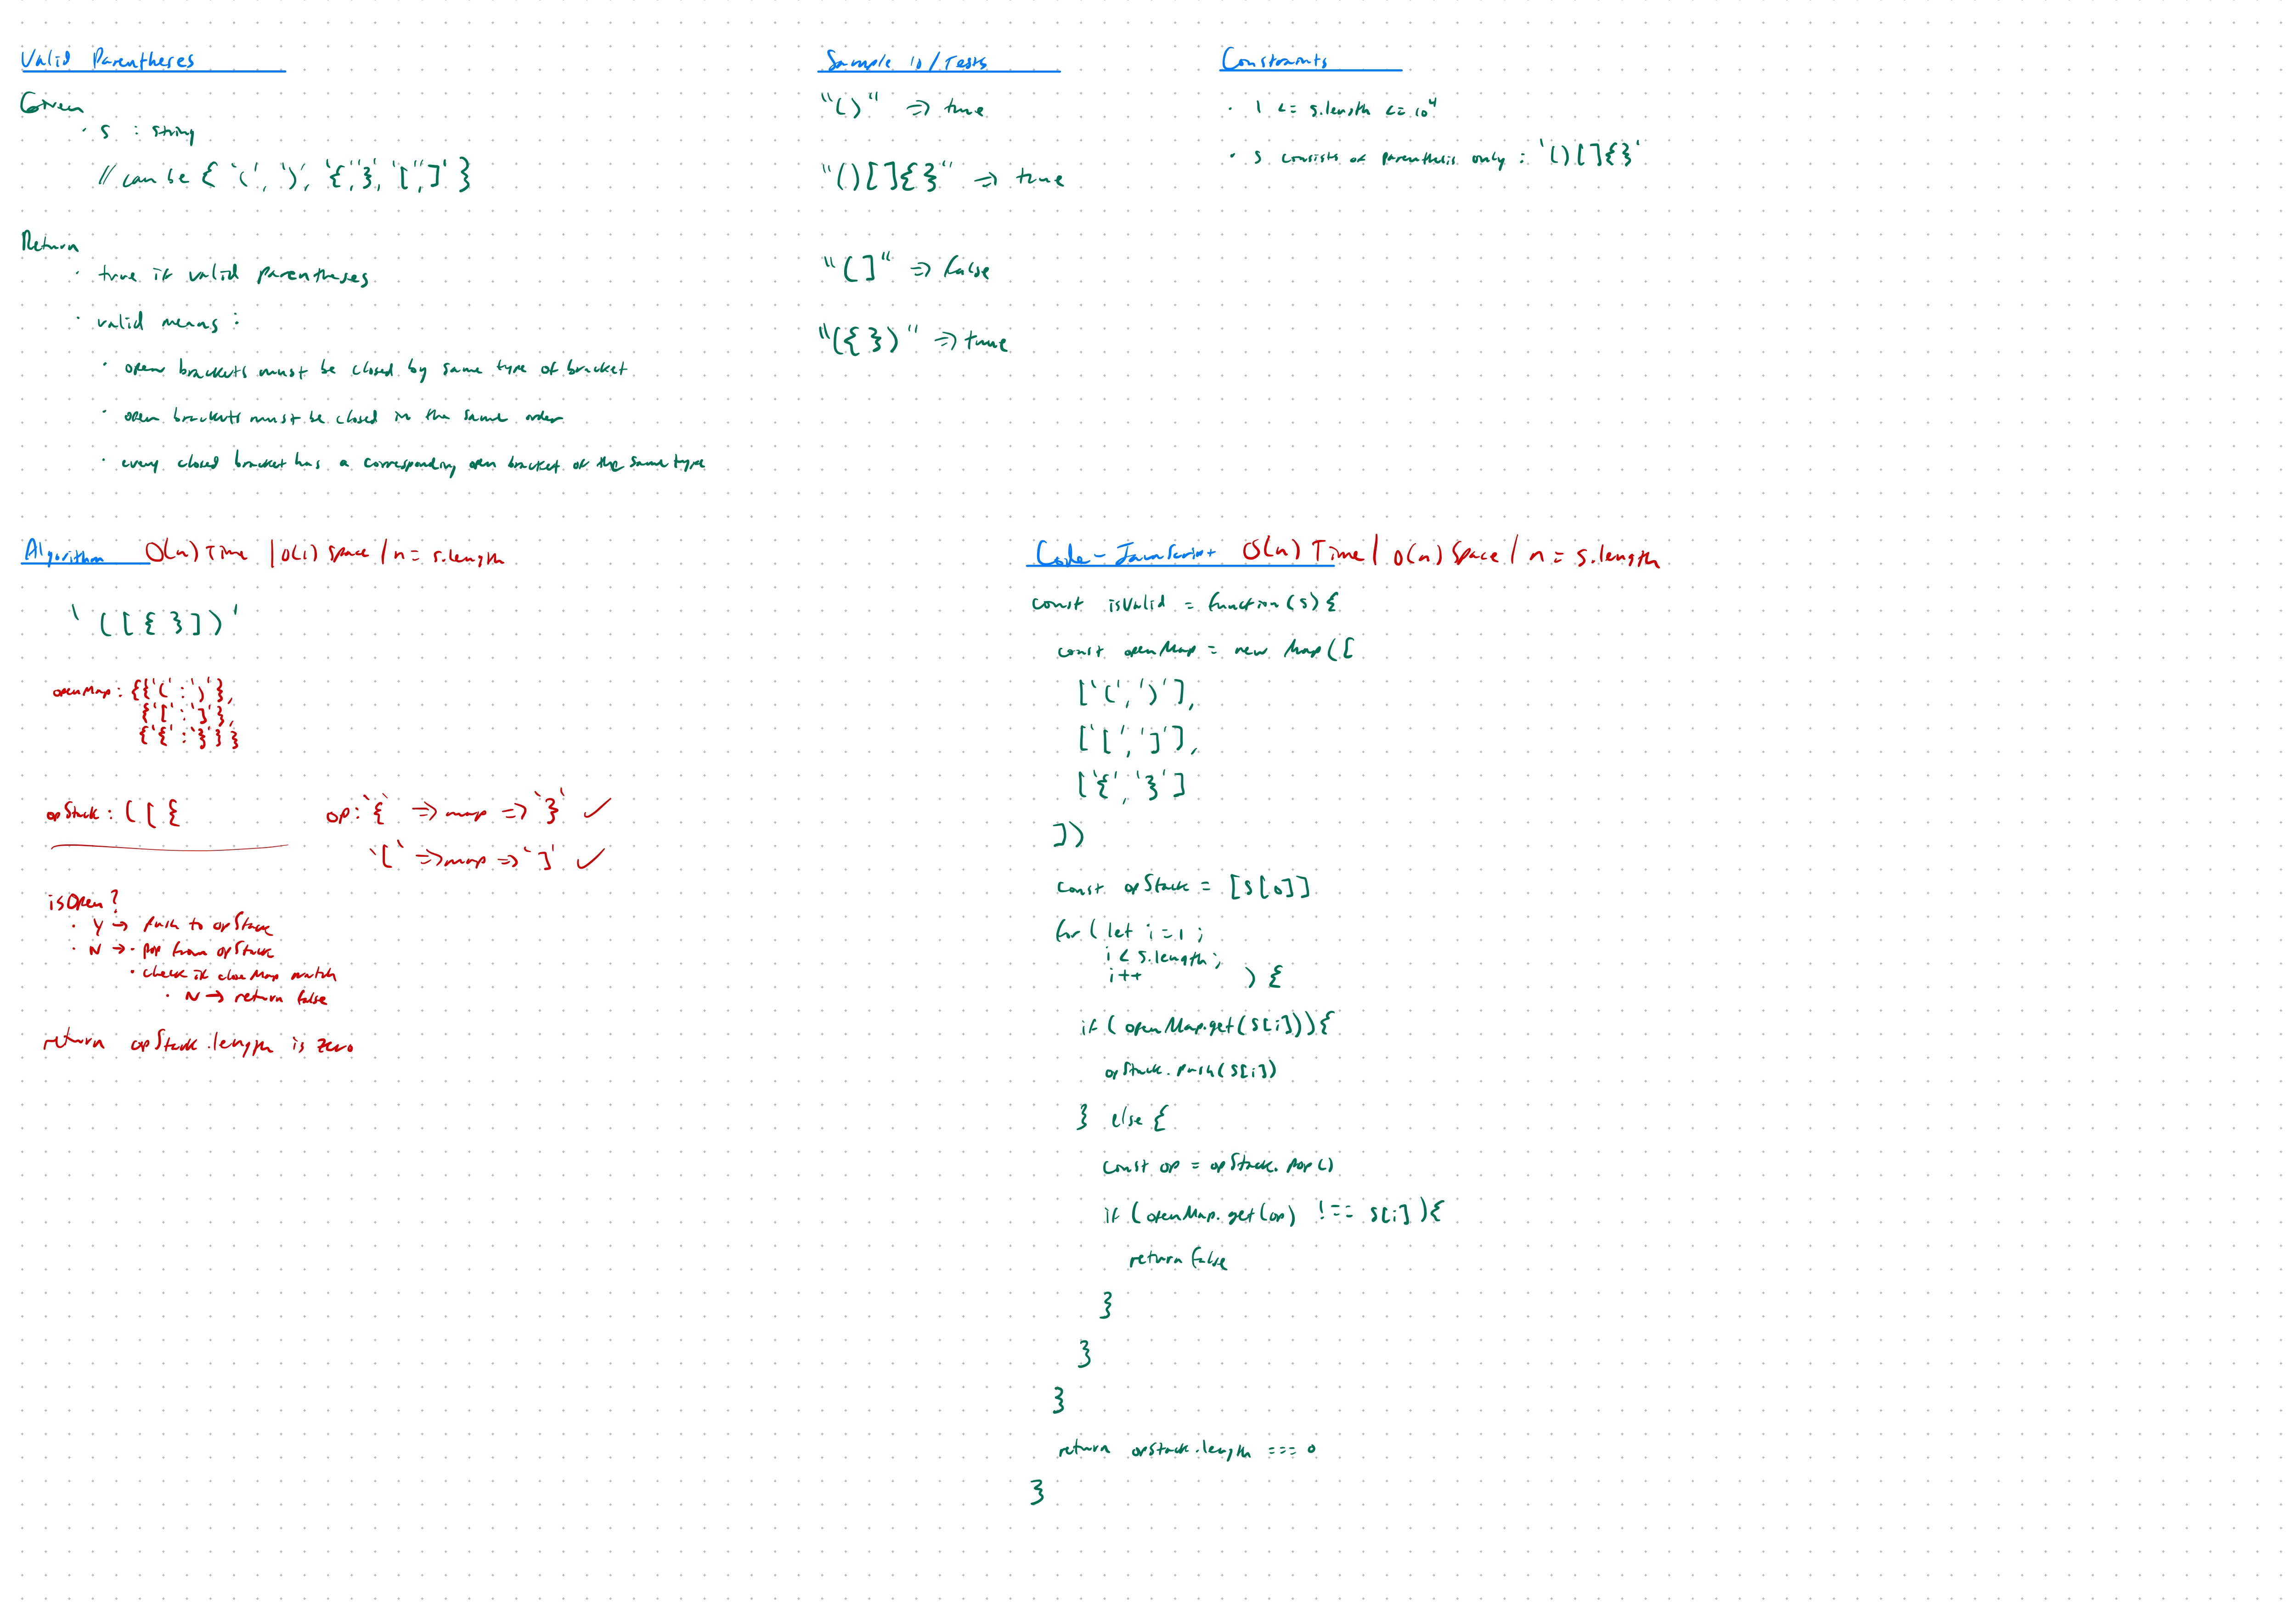 Valid Parentheses
Given
· s : string
// can be { '(', ')', '{', '}', '[', ']' }
Return
· true if valid parentheses
· valid means :
· open brackets must be closed by same type of bracket
· open brackets must be closed in the same order
· every closed bracket has a corresponding open bracket of the same type
Sample io / Tests
"()" => true
"()[]{}" => true
"(]" => false
"({})" => true
Constraints
· 1 <= s.length <= 10^4
· s consists of parenthesis only : '()[]{}'
Algorithm O(n) Time | O(1) Space / n = s.length
'([{}])'
openMap : {{'(' : ')'},
{'[' : ']'},
{'{' : '}'}}
opStack : ( [ {
op: '{' => map => '}' ✓
'[' => map => ']' ✓
isOpen?
· Y → push to opStack
· N → · pop from opStack
· check if closeMap match
· N → return false
return opStack.length is zero
Code - JavaScript O(n) Time / O(n) Space / n = s.length
const isValid = function(s){
const openMap = new Map([
['(', ')'],
['[', ']'],
['{', '}']
])
const opStack = [s[0]]
for ( let i = 1 ;
i < s.length ;
i++ ) {
if ( openMap.get(s[i])){
opStack.push(s[i])
} else {
const op = opStack.pop()
if (openMap.get(op) !== s[i]){
return false
}
}
}
return opStack.length === 0
}